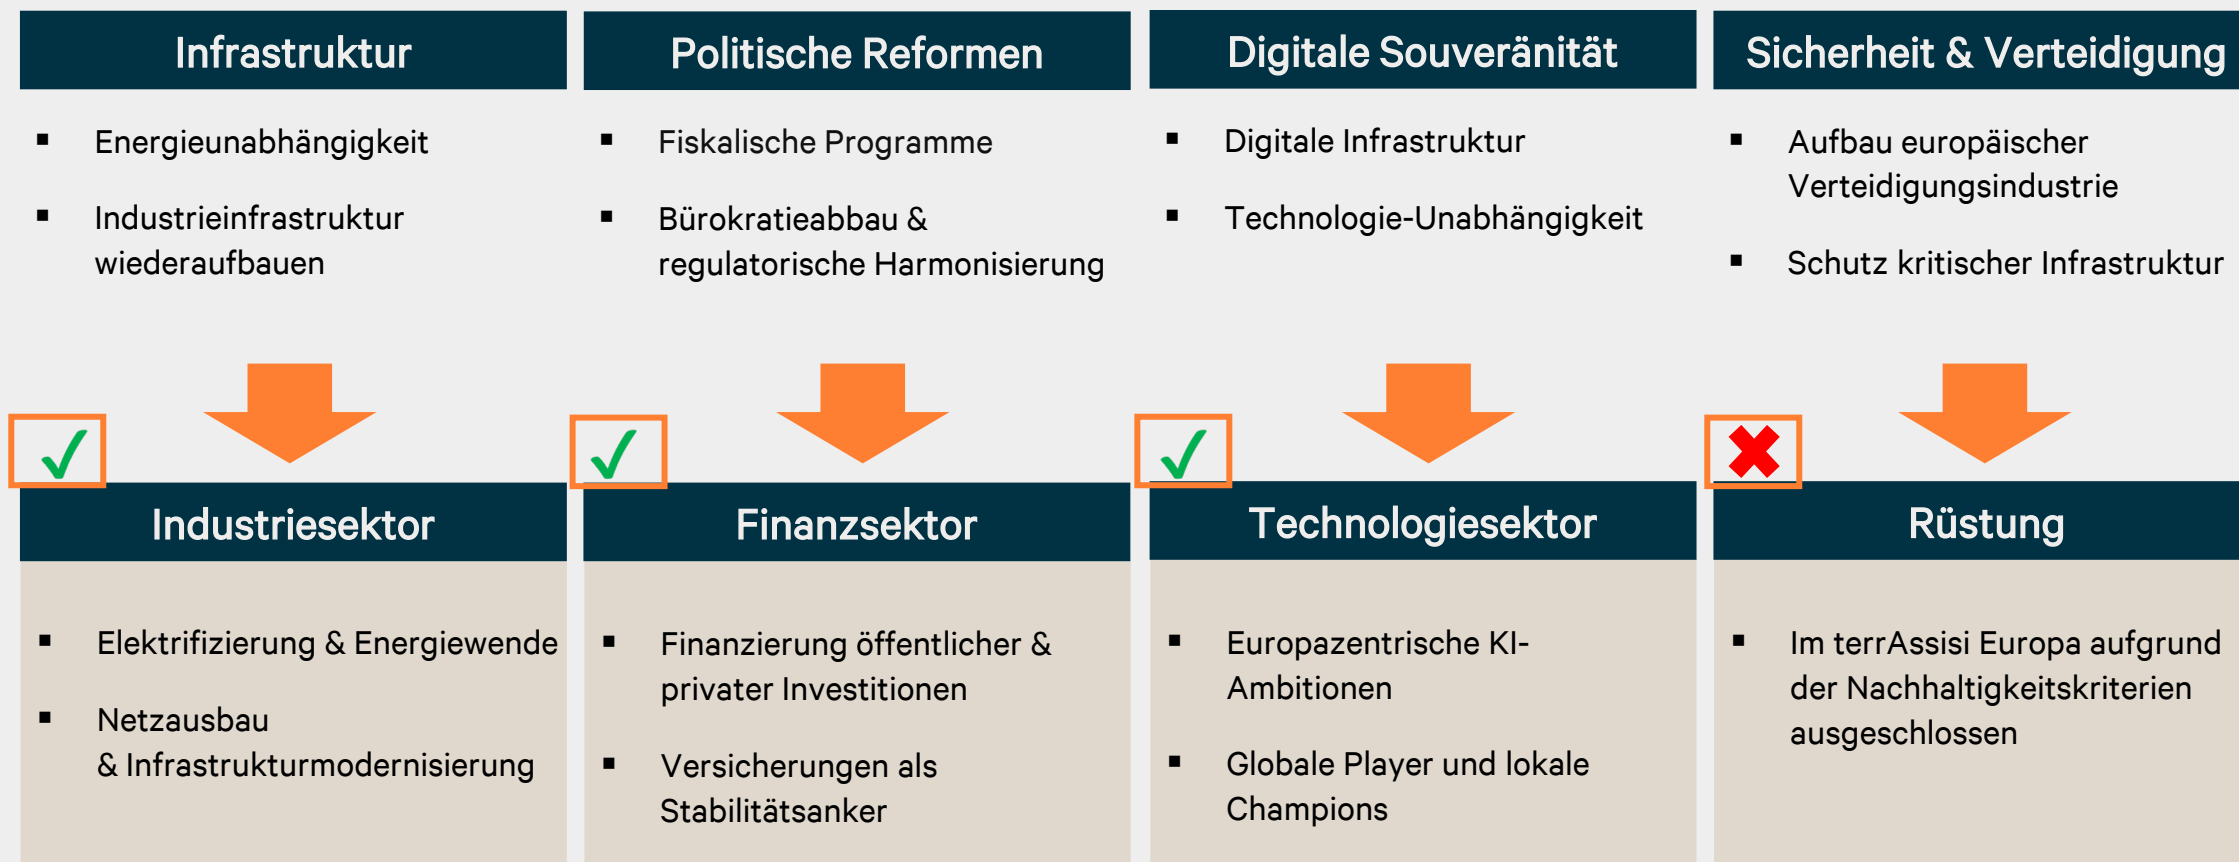 Infrastruktur
Energieunabhängigkeit
Industrieinfrastruktur
wiederaufbauen
Politische Reformen
Fiskalische Programme
Bürokratieabbau &
regulatorische Harmonisierung
Digitale Souveränität
Digitale Infrastruktur
Technologie-Unabhängigkeit
Sicherheit & Verteidigung
Aufbau europäischer
Verteidigungsindustrie
Schutz kritischer Infrastruktur
Industriesektor
Elektrifizierung & Energiewende
Netzausbau
& Infrastrukturmodernisierung
Finanzsektor
Finanzierung öffentlicher &
privater Investitionen
Versicherungen als
Stabilitätsanker
Technologiesektor
Europazentrische KI-
Ambitionen
Globale Player und lokale
Champions
Rüstung
Im terrAssisi Europa aufgrund
der Nachhaltigkeitskriterien
ausgeschlossen